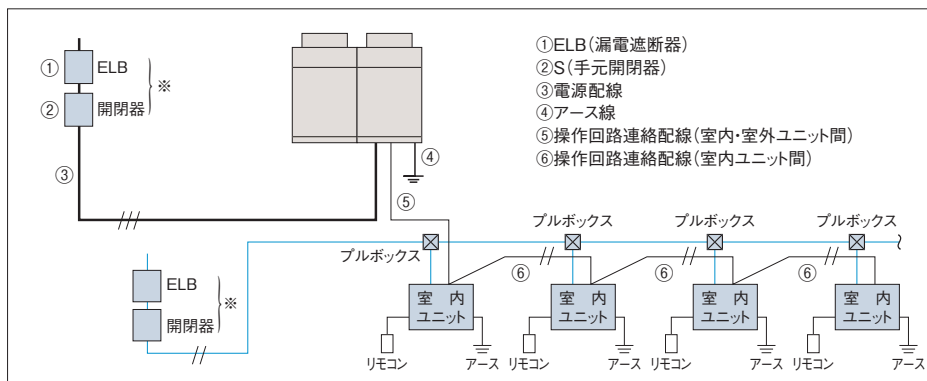 ①
ELB
②
開閉器
※
③
④
⑤
①ELB(漏電遮断器)
②S(手元開閉器)
③電源配線
④アース線
⑤操作回路連絡配線(室内・室外ユニット間)
⑥操作回路連絡配線(室内ユニット間)
プルボックス
プルボックス
プルボックス
プルボックス
ELB
開閉器
※
⑥
⑥
⑥
室 内
ユニット
室 内
ユニット
室 内
ユニット
室 内
ユニット
リモコン
アース
リモコン
アース
リモコン
アース
リモコン
アース